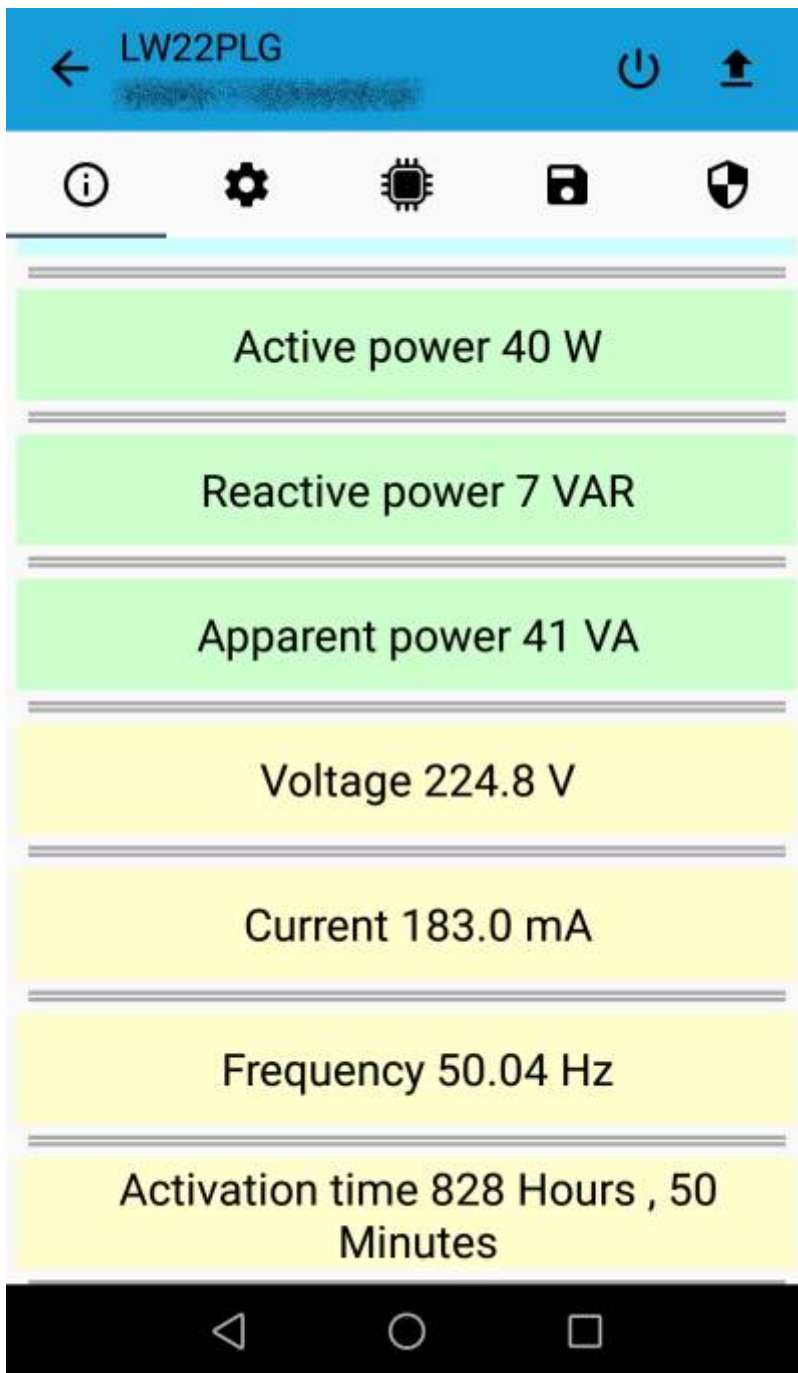 LW22PLG
Active power 40 W
Reactive power 7 VAR
Apparent power 41 VA
Voltage 224.8 V
Current 183.0 mA
Frequency 50.04 Hz
Activation time 828 Hours , 50
Minutes